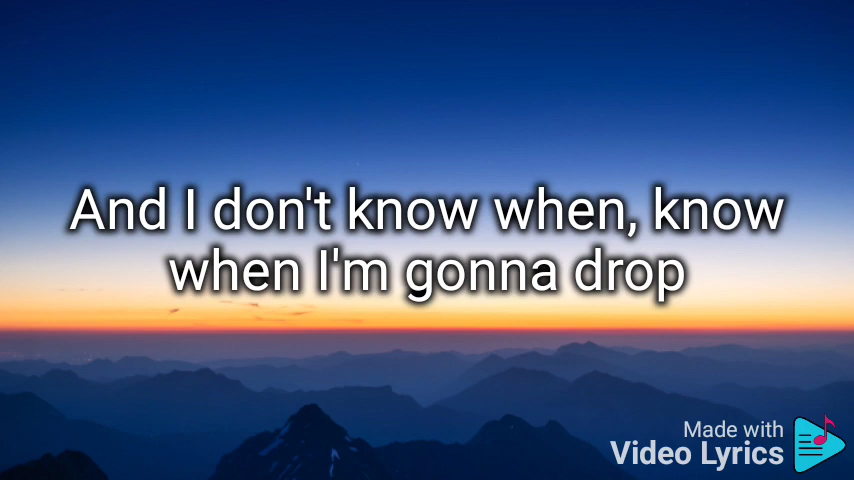 And I don't know when, know
when I'm gonna drop
Made with
Video Lyrics